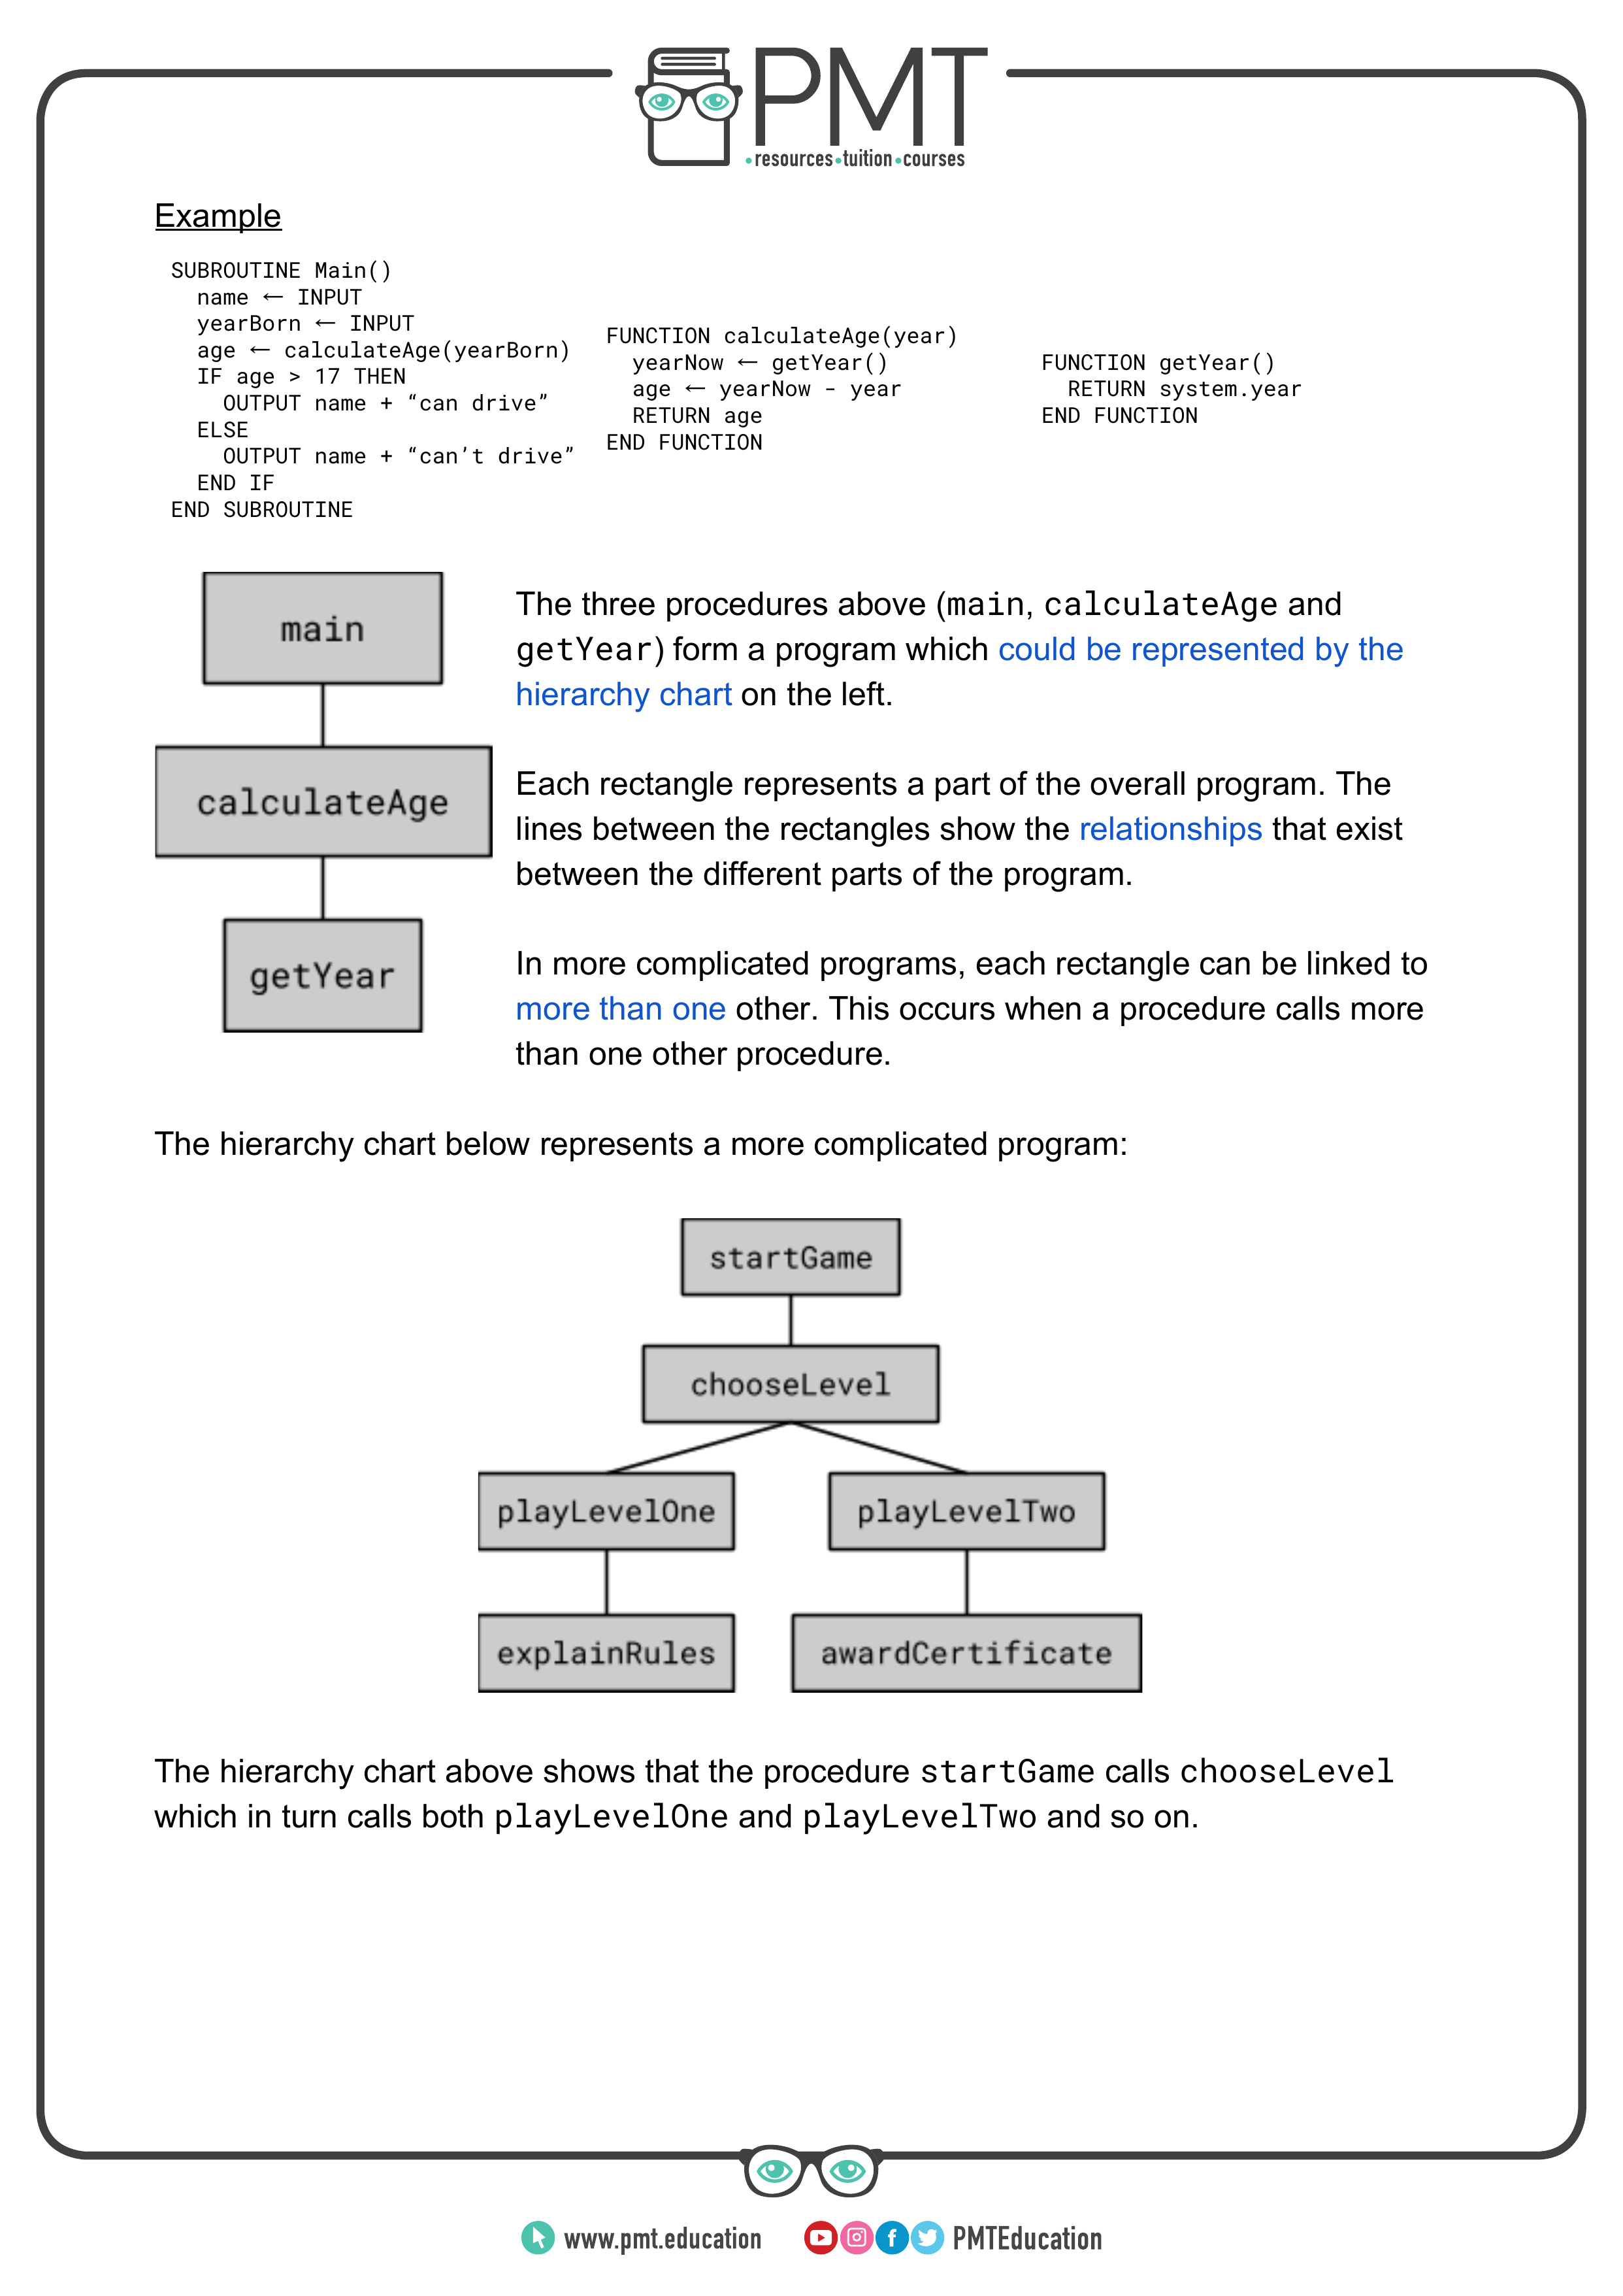 PMT
•resources•tuition•courses
Example
SUBROUTINE Main()
name ← INPUT
yearBorn ← INPUT
age ← calculateAge(yearBorn)
IF age > 17 THEN
OUTPUT name + “can drive”
ELSE
OUTPUT name + “can’t drive”
END IF
END SUBROUTINE
FUNCTION calculateAge(year)
yearNow ← getYear()
age ← yearNow - year
RETURN age
END FUNCTION
FUNCTION getYear()
RETURN system.year
END FUNCTION
main
calculateAge
getYear
The three procedures above (main, calculateAge and
getYear) form a program which could be represented by the
hierarchy chart on the left.
Each rectangle represents a part of the overall program. The
lines between the rectangles show the relationships that exist
between the different parts of the program.
In more complicated programs, each rectangle can be linked to
more than one other. This occurs when a procedure calls more
than one other procedure.
The hierarchy chart below represents a more complicated program:
startGame
chooseLevel
playLevelOne playLevelTwo
explainRules awardCertificate
The hierarchy chart above shows that the procedure startGame calls chooseLevel
which in turn calls both playLevelOne and playLevelTwo and so on.
www.pmt.education PMTEducation